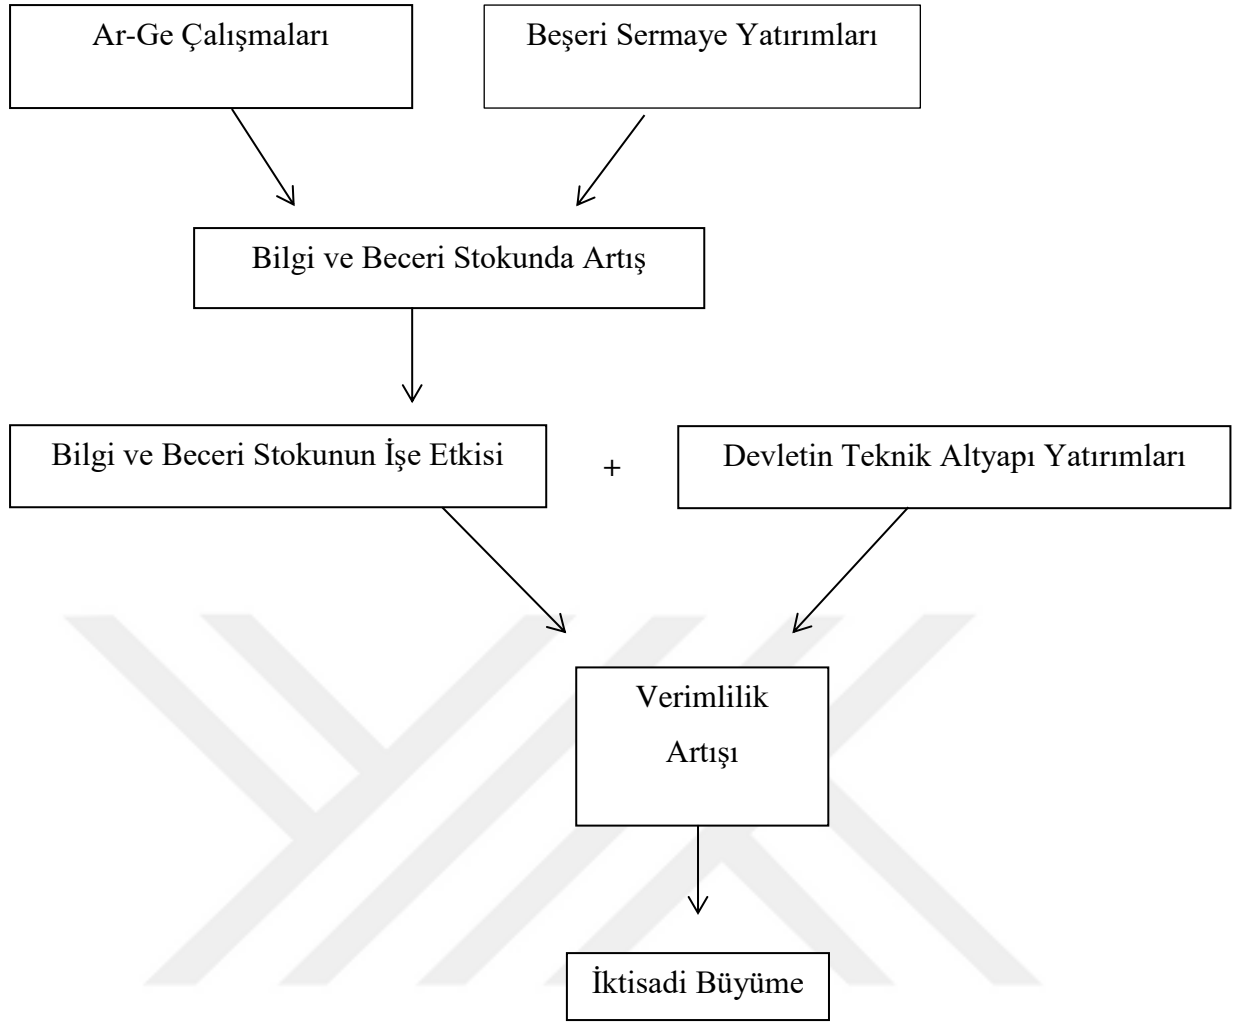 Ar-Ge Çalışmaları
Beşeri Sermaye Yatırımları
Bilgi ve Beceri Stokunda Artış
Bilgi ve Beceri Stokunun İşe Etkisi
+
Devletin Teknik Altyapı Yatırımları
Verimlilik
Artışı
İktisadi Büyüme